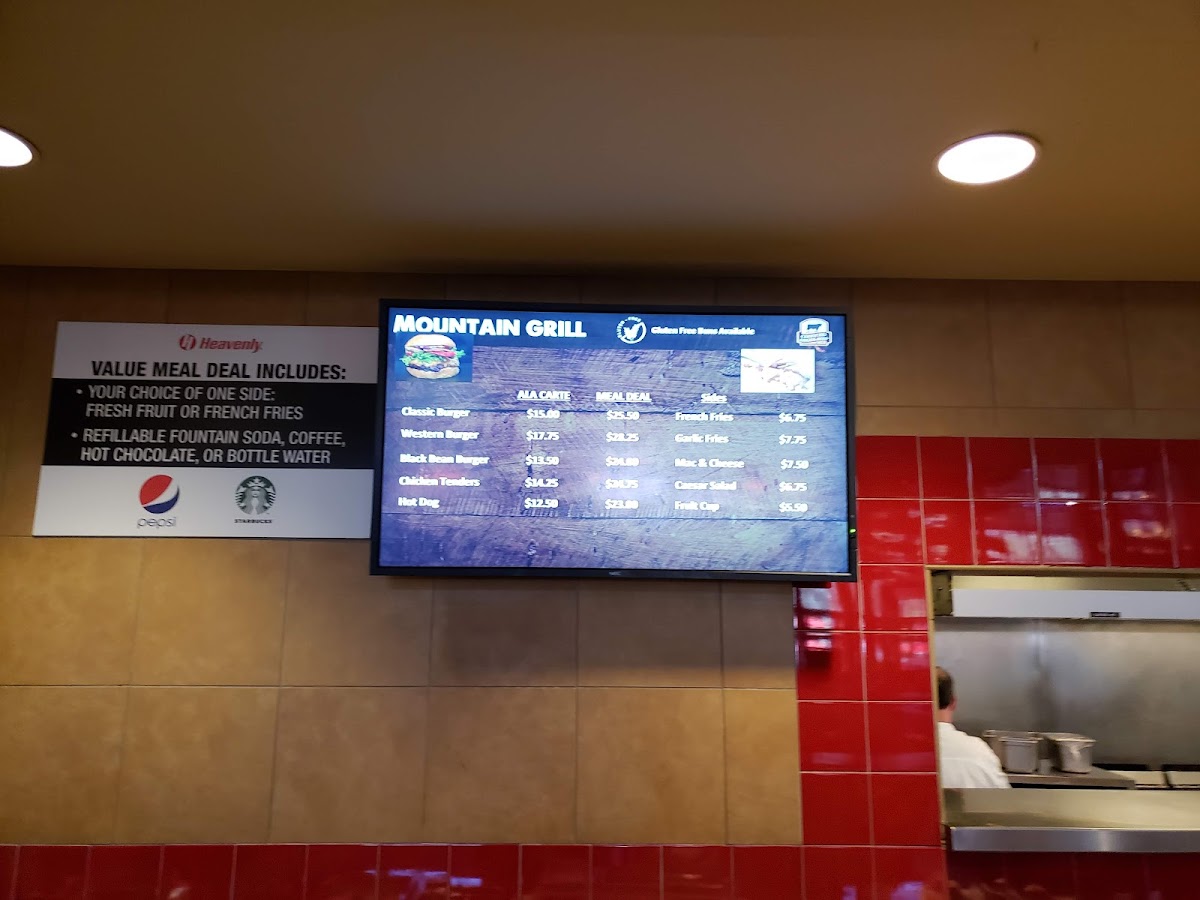 Heavenly
VALUE MEAL DEAL INCLUDES:
• YOUR CHOICE OF ONE SIDE:
FRESH FRUIT OR FRENCH FRIES
• REFILLABLE FOUNTAIN SODA, COFFEE,
HOT CHOCOLATE, OR BOTTLE WATER
pepsi
STARBUCKS
MOUNTAIN GRILL
Gluten Free Buns Available
ALA CARTE MEAL DEAL Sides
Classic Burger $15.00 $25.50 French Fries $6.75
Western Burger $17.75 $28.25 Garlic Fries $7.75
Black Bean Burger $13.50 $24.00 Mac & Cheese $7.50
Chicken Tenders $14.25 $24.75 Caesar Salad $6.75
Hot Dog $12.50 $23.00 Fruit Cup $5.50